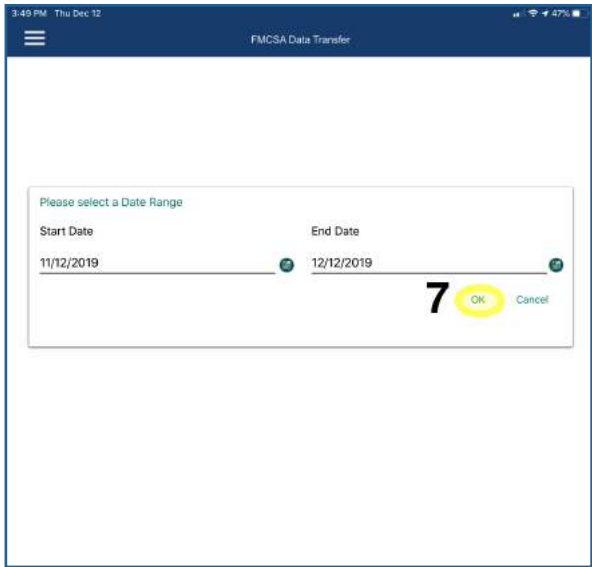 3:49 PM Thu Dec 12 47%
FMCSA Data Transfer
Please select a Date Range
Start Date End Date
11/12/2019 12/12/2019
7 OK Cancel